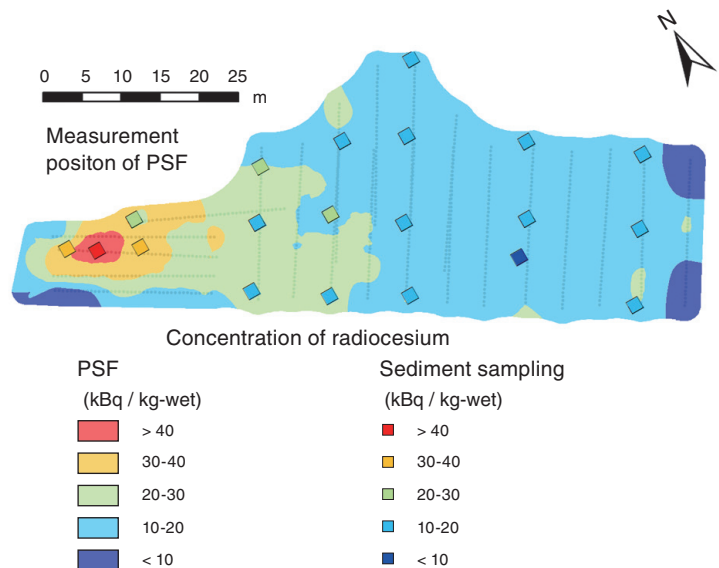 N
0 5 10 15 20 25
m
Measurement
positon of PSF
Concentration of radiocesium
PSF
(kBq / kg-wet)
> 40
30-40
20-30
10-20
< 10
Sediment sampling
(kBq / kg-wet)
> 40
30-40
20-30
10-20
< 10